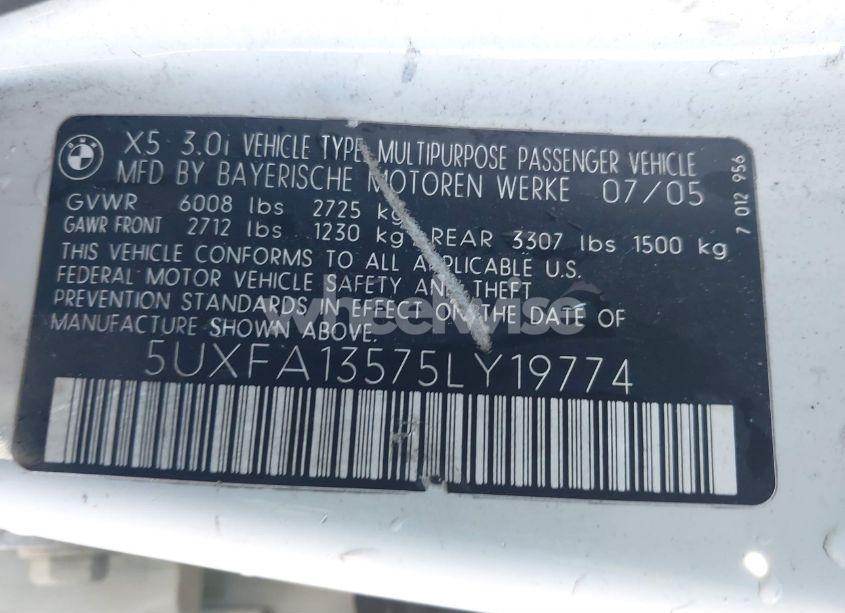 BMW
X5 3.0i VEHICLE TYPE: MULTIPURPOSE PASSENGER VEHICLE
MFD BY BAYERISCHE MOTOREN WERKE 07/05
GVWR 6008 lbs 2725 kg
GAWR FRONT 2712 lbs 1230 kg REAR 3307 lbs 1500 kg
THIS VEHICLE CONFORMS TO ALL APPLICABLE U.S.
FEDERAL MOTOR VEHICLE SAFETY AND THEFT
PREVENTION STANDARDS IN EFFECT ON THE DATE OF
MANUFACTURE SHOWN ABOVE.
5UXFA13575LY19774
7 012 956
wheelwise